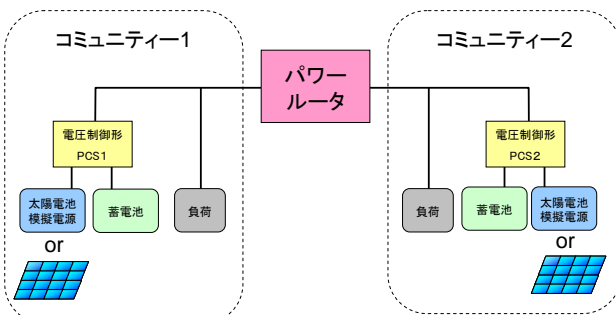 コミュニティー1
コミュニティー2
パワー
ルータ
電圧制御形
PCS1
電圧制御形
PCS2
太陽電池
模擬電源
蓄電池
負荷
負荷
蓄電池
太陽電池
模擬電源
or
or